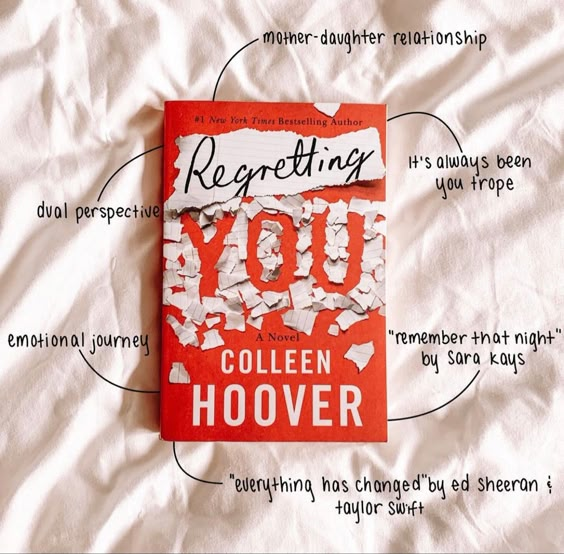 mother-daughter relationship
#1 New York Times Bestselling Author
Regretting
It's always been
you trope
dual perspective
YOU
emotional journey
"remember that night"
by Sara Kays
A Novel
COLLEEN
HOOVER
"everything has changed" by ed sheeran &
taylor swift